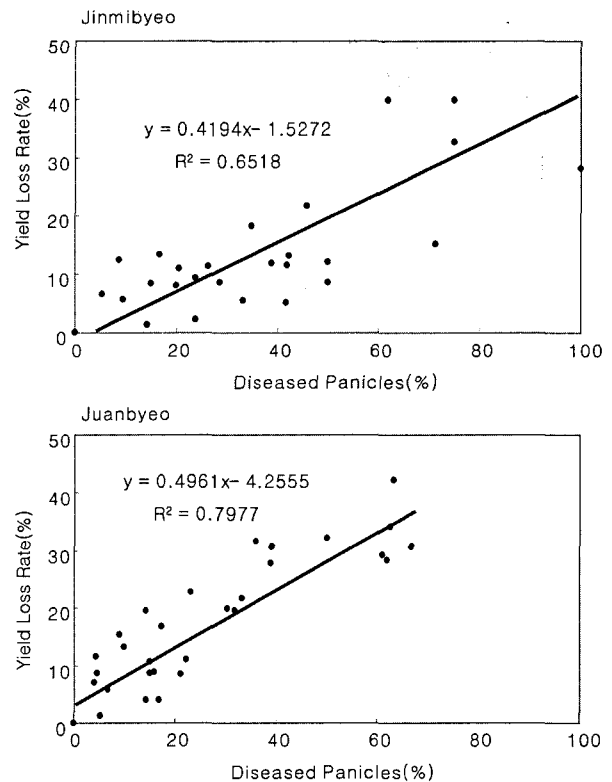 Jinmibyeo
50
40
30
20
10
0
Yield Loss Rate(%)
y = 0.4194x− 1.5272
R² = 0.6518
0 20 40 60 80 100
Diseased Panicles(%)
Juanbyeo
50
40
30
20
10
0
Yield Loss Rate(%)
y = 0.4961x− 4.2555
R² = 0.7977
0 20 40 60 80 100
Diseased Panicles(%)